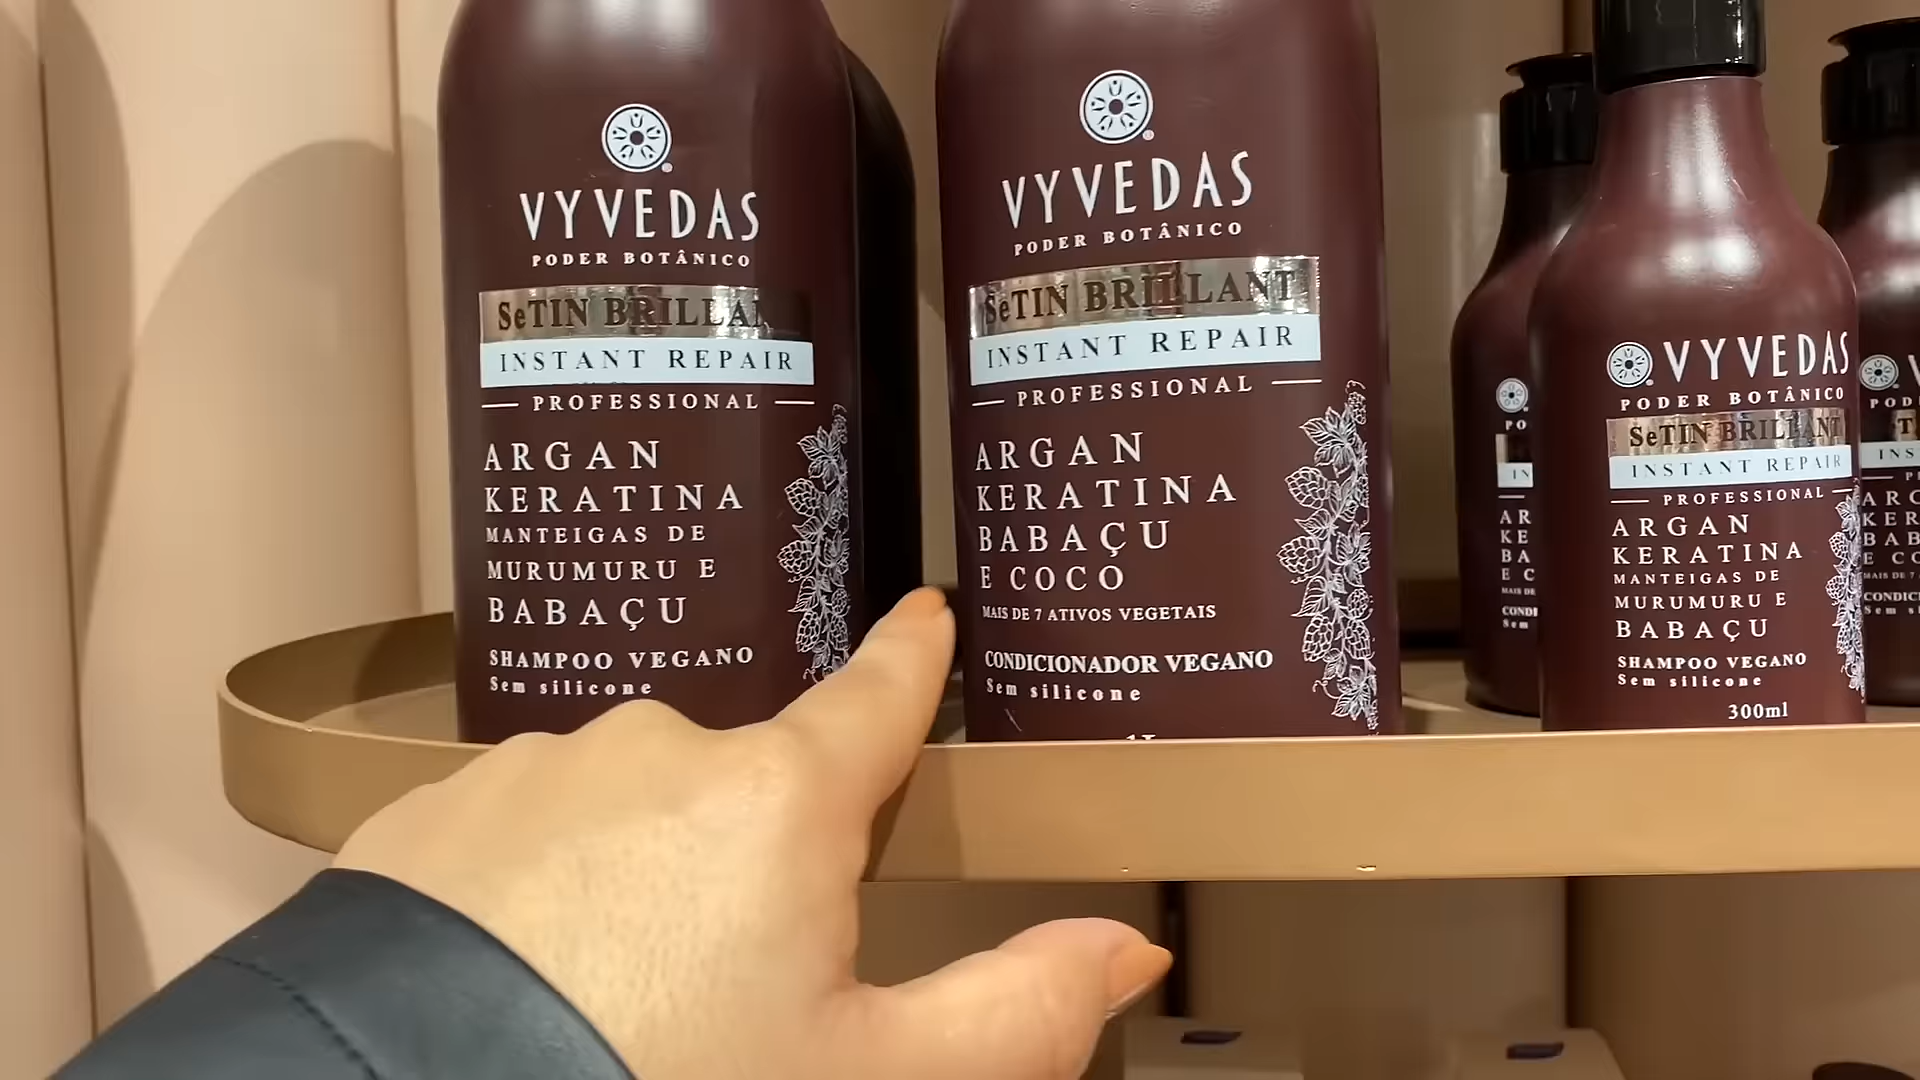 VYVEDAS
PODER BOTÂNICO
SeTIN BRILLAN
INSTANT REPAIR
PROFESSIONAL
ARGAN
KERATINA
MANTEIGAS DE
MURUMURU E
BABAÇU
SHAMPOO VEGANO
Sem silicone
VYVEDAS
PODER BOTÂNICO
SeTIN BRILLANT
INSTANT REPAIR
PROFESSIONAL
ARGAN
KERATINA
BABAÇU
E COCO
MAIS DE 7 ATIVOS VEGETAIS
CONDICIONADOR VEGANO
Sem silicone
VYVEDAS
PODER BOTÂNICO
SeTIN BRILLANT
INSTANT REPAIR
PROFESSIONAL
ARGAN
KERATINA
MANTEIGAS DE
MURUMURU E
BABAÇU
SHAMPOO VEGANO
Sem silicone
300ml